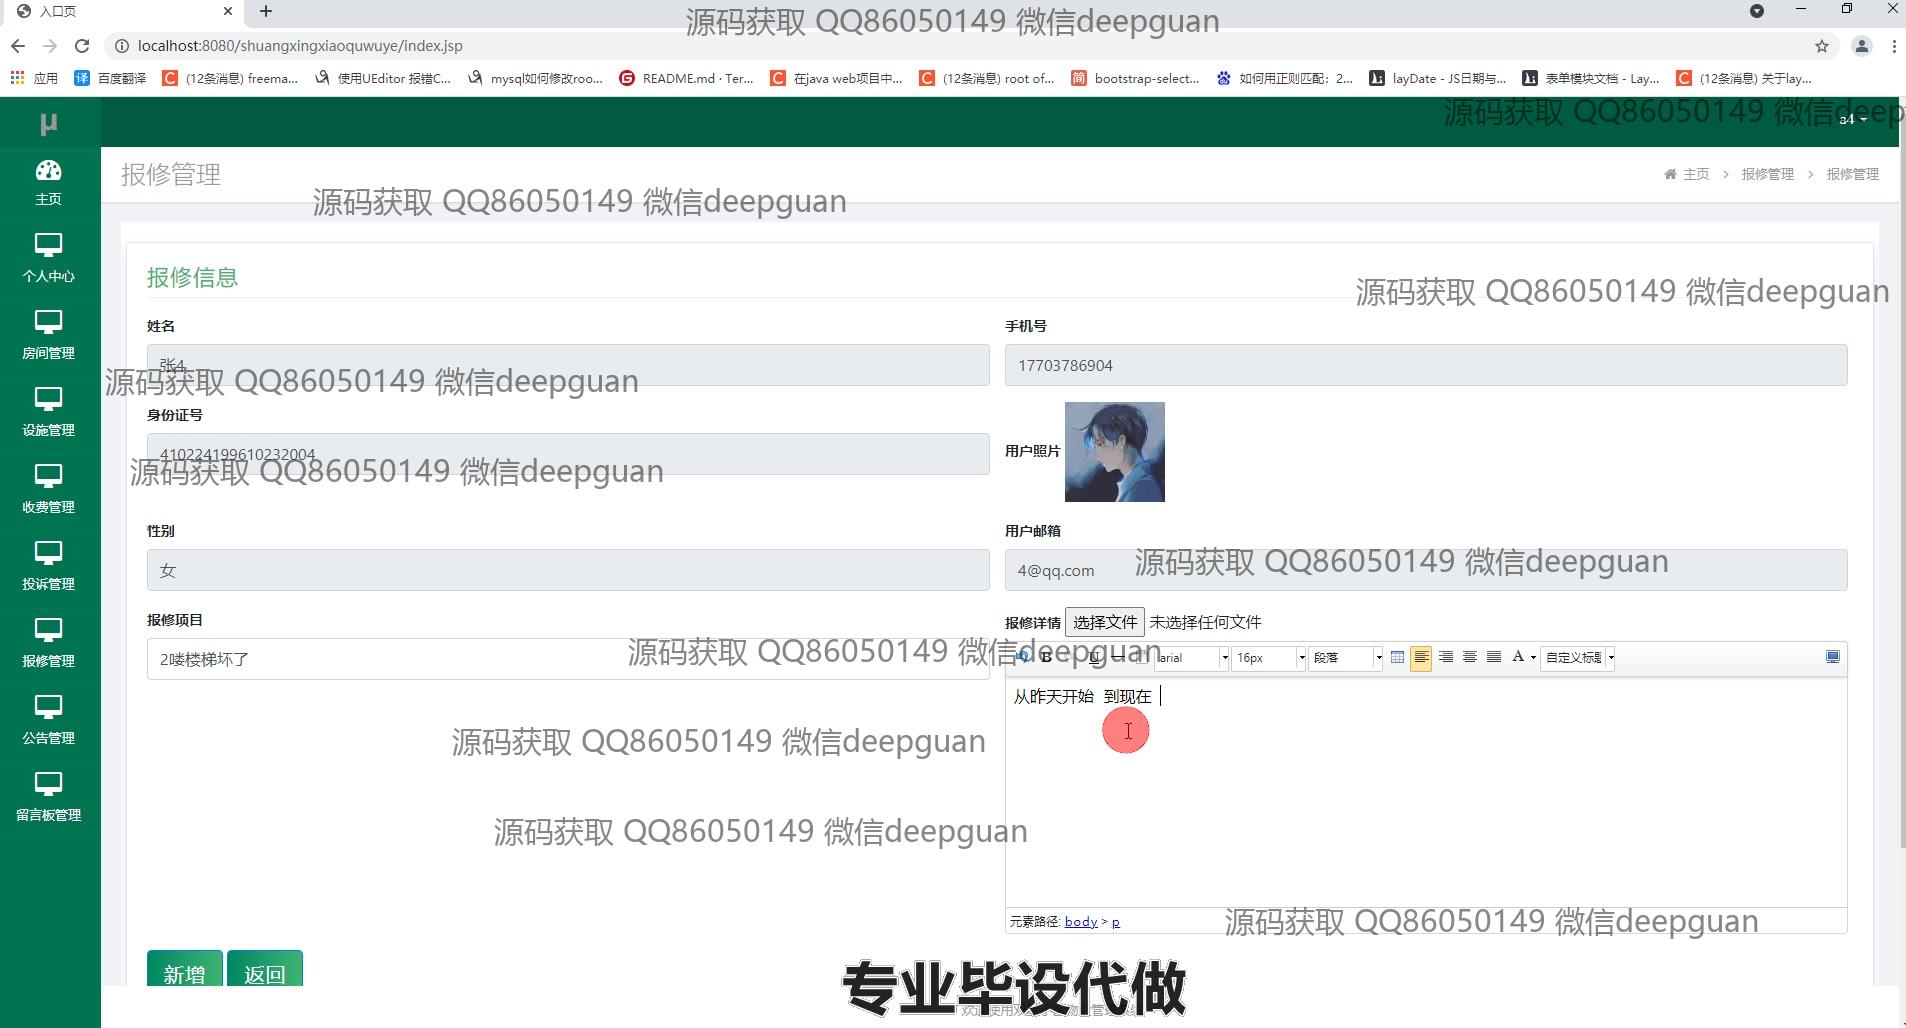 入口页
源码获取 QQ86050149 微信deepguan
localhost:8080/shuangxingxiaoquwuye/index.jsp
应用 百度翻译 (12条消息) freema... 使用UEditor 报错C... mysql如何修改roo... README.md · Ter... 在java web项目中... (12条消息) root of... bootstrap-select... 如何用正则匹配：2... layDate - JS日期与... 表单模块文档 - Lay... (12条消息) 关于lay...
源码获取 QQ86050149 微信deep
μ
a4
报修管理
主页 > 报修管理 > 报修管理
源码获取 QQ86050149 微信deepguan
主页
个人中心
房间管理
设施管理
收费管理
投诉管理
报修管理
公告管理
留言板管理
报修信息
源码获取 QQ86050149 微信deepguan
姓名
手机号
张4
17703786904
源码获取 QQ86050149 微信deepguan
身份证号
410224199610232004
用户照片
源码获取 QQ86050149 微信deepguan
性别
用户邮箱
女
4@qq.com
源码获取 QQ86050149 微信deepguan
报修项目
报修详情 选择文件 未选择任何文件
2喽楼梯坏了
源码获取 QQ86050149 微信deepguan
B U arial 16px 段落 A 自定义标题
从昨天开始 到现在
源码获取 QQ86050149 微信deepguan
源码获取 QQ86050149 微信deepguan
元素路径: body > p
源码获取 QQ86050149 微信deepguan
新增 返回
专业毕设代做